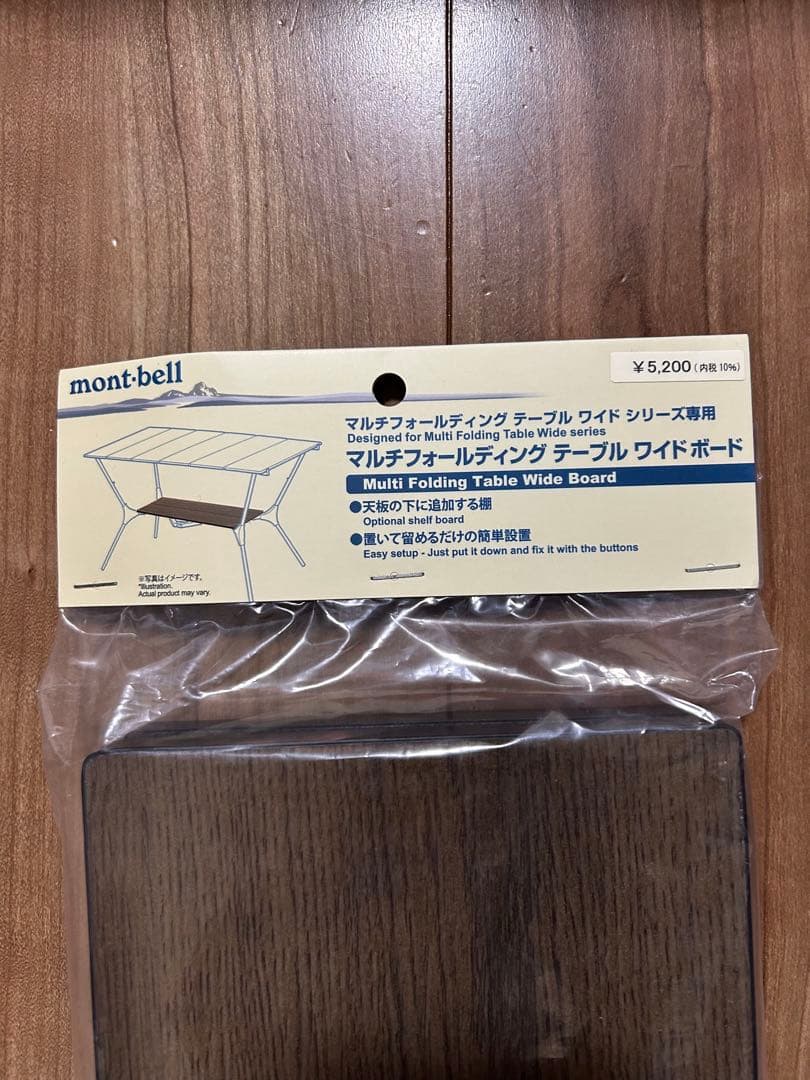 mont·bell
¥5,200(内税10%)
マルチフォールディング テーブル ワイド シリーズ専用
Designed for Multi Folding Table Wide series
マルチフォールディング テーブル ワイドボード
Multi Folding Table Wide Board
●天板の下に追加する棚
Optional shelf board
●置いて留めるだけの簡単設置
Easy setup - Just put it down and fix it with the buttons
※写真はイメージです。
*Illustration.
Actual product may vary.